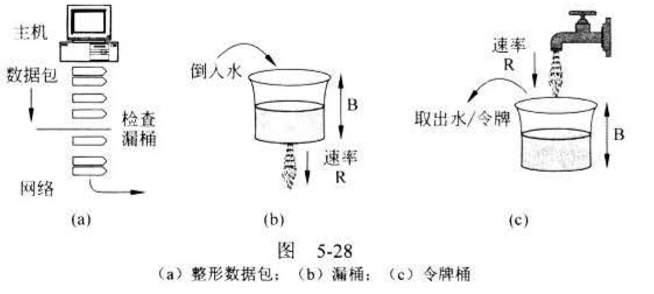 主机
数据包
检查
漏桶
网络
(a)
倒入水
B
速率
R
(b)
速率
R
取出水/令牌
B
(c)
图 5-28
(a) 整形数据包； (b) 漏桶； (c) 令牌桶